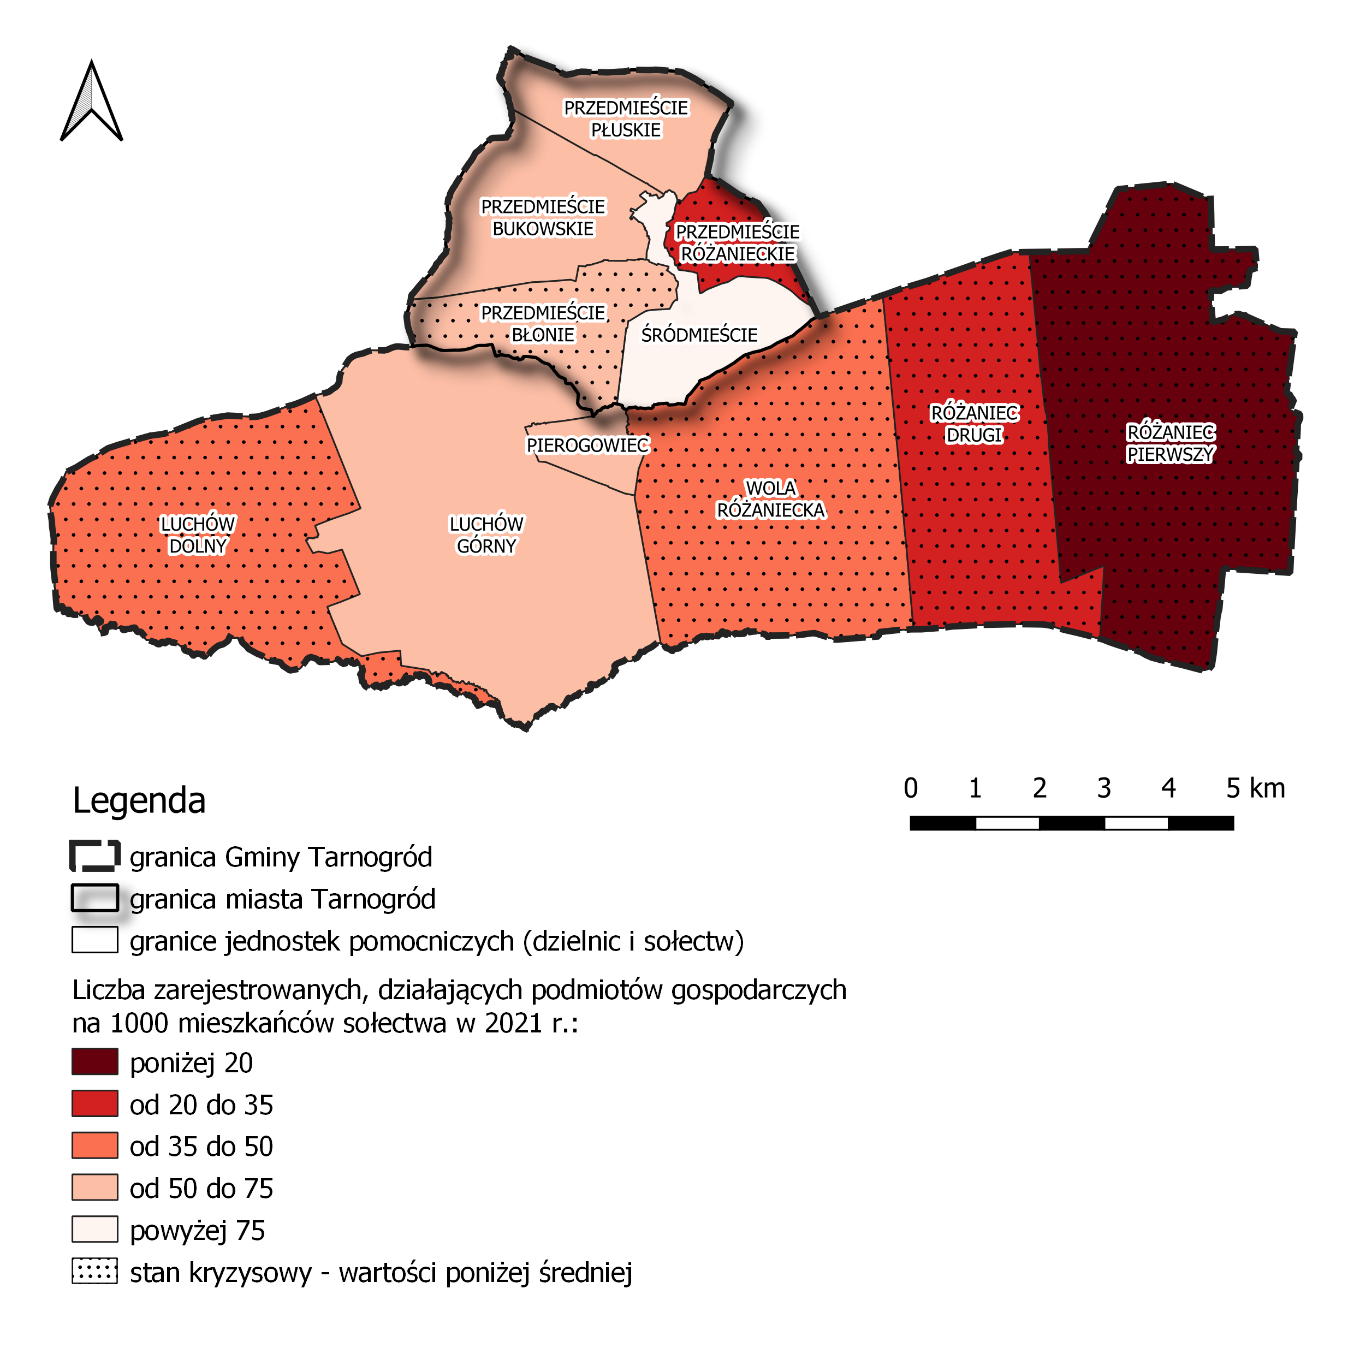 PRZEDMIEŚCIE
PŁUSKIE
PRZEDMIEŚCIE
BUKOWSKIE
PRZEDMIEŚCIE
RÓŻANIECKIE
PRZEDMIEŚCIE
BŁONIE
ŚRÓDMIEŚCIE
RÓŻANIEC
DRUGI
RÓŻANIEC
PIERWSZY
PIEROGOWIEC
WOLA
RÓŻANIECKA
LUCHÓW
DOLNY
LUCHÓW
GÓRNY
0 1 2 3 4 5 km
Legenda
granica Gminy Tarnogród
granica miasta Tarnogród
granice jednostek pomocniczych (dzielnic i sołectw)
Liczba zarejestrowanych, działających podmiotów gospodarczych
na 1000 mieszkańców sołectwa w 2021 r.:
poniżej 20
od 20 do 35
od 35 do 50
od 50 do 75
powyżej 75
stan kryzysowy - wartości poniżej średniej